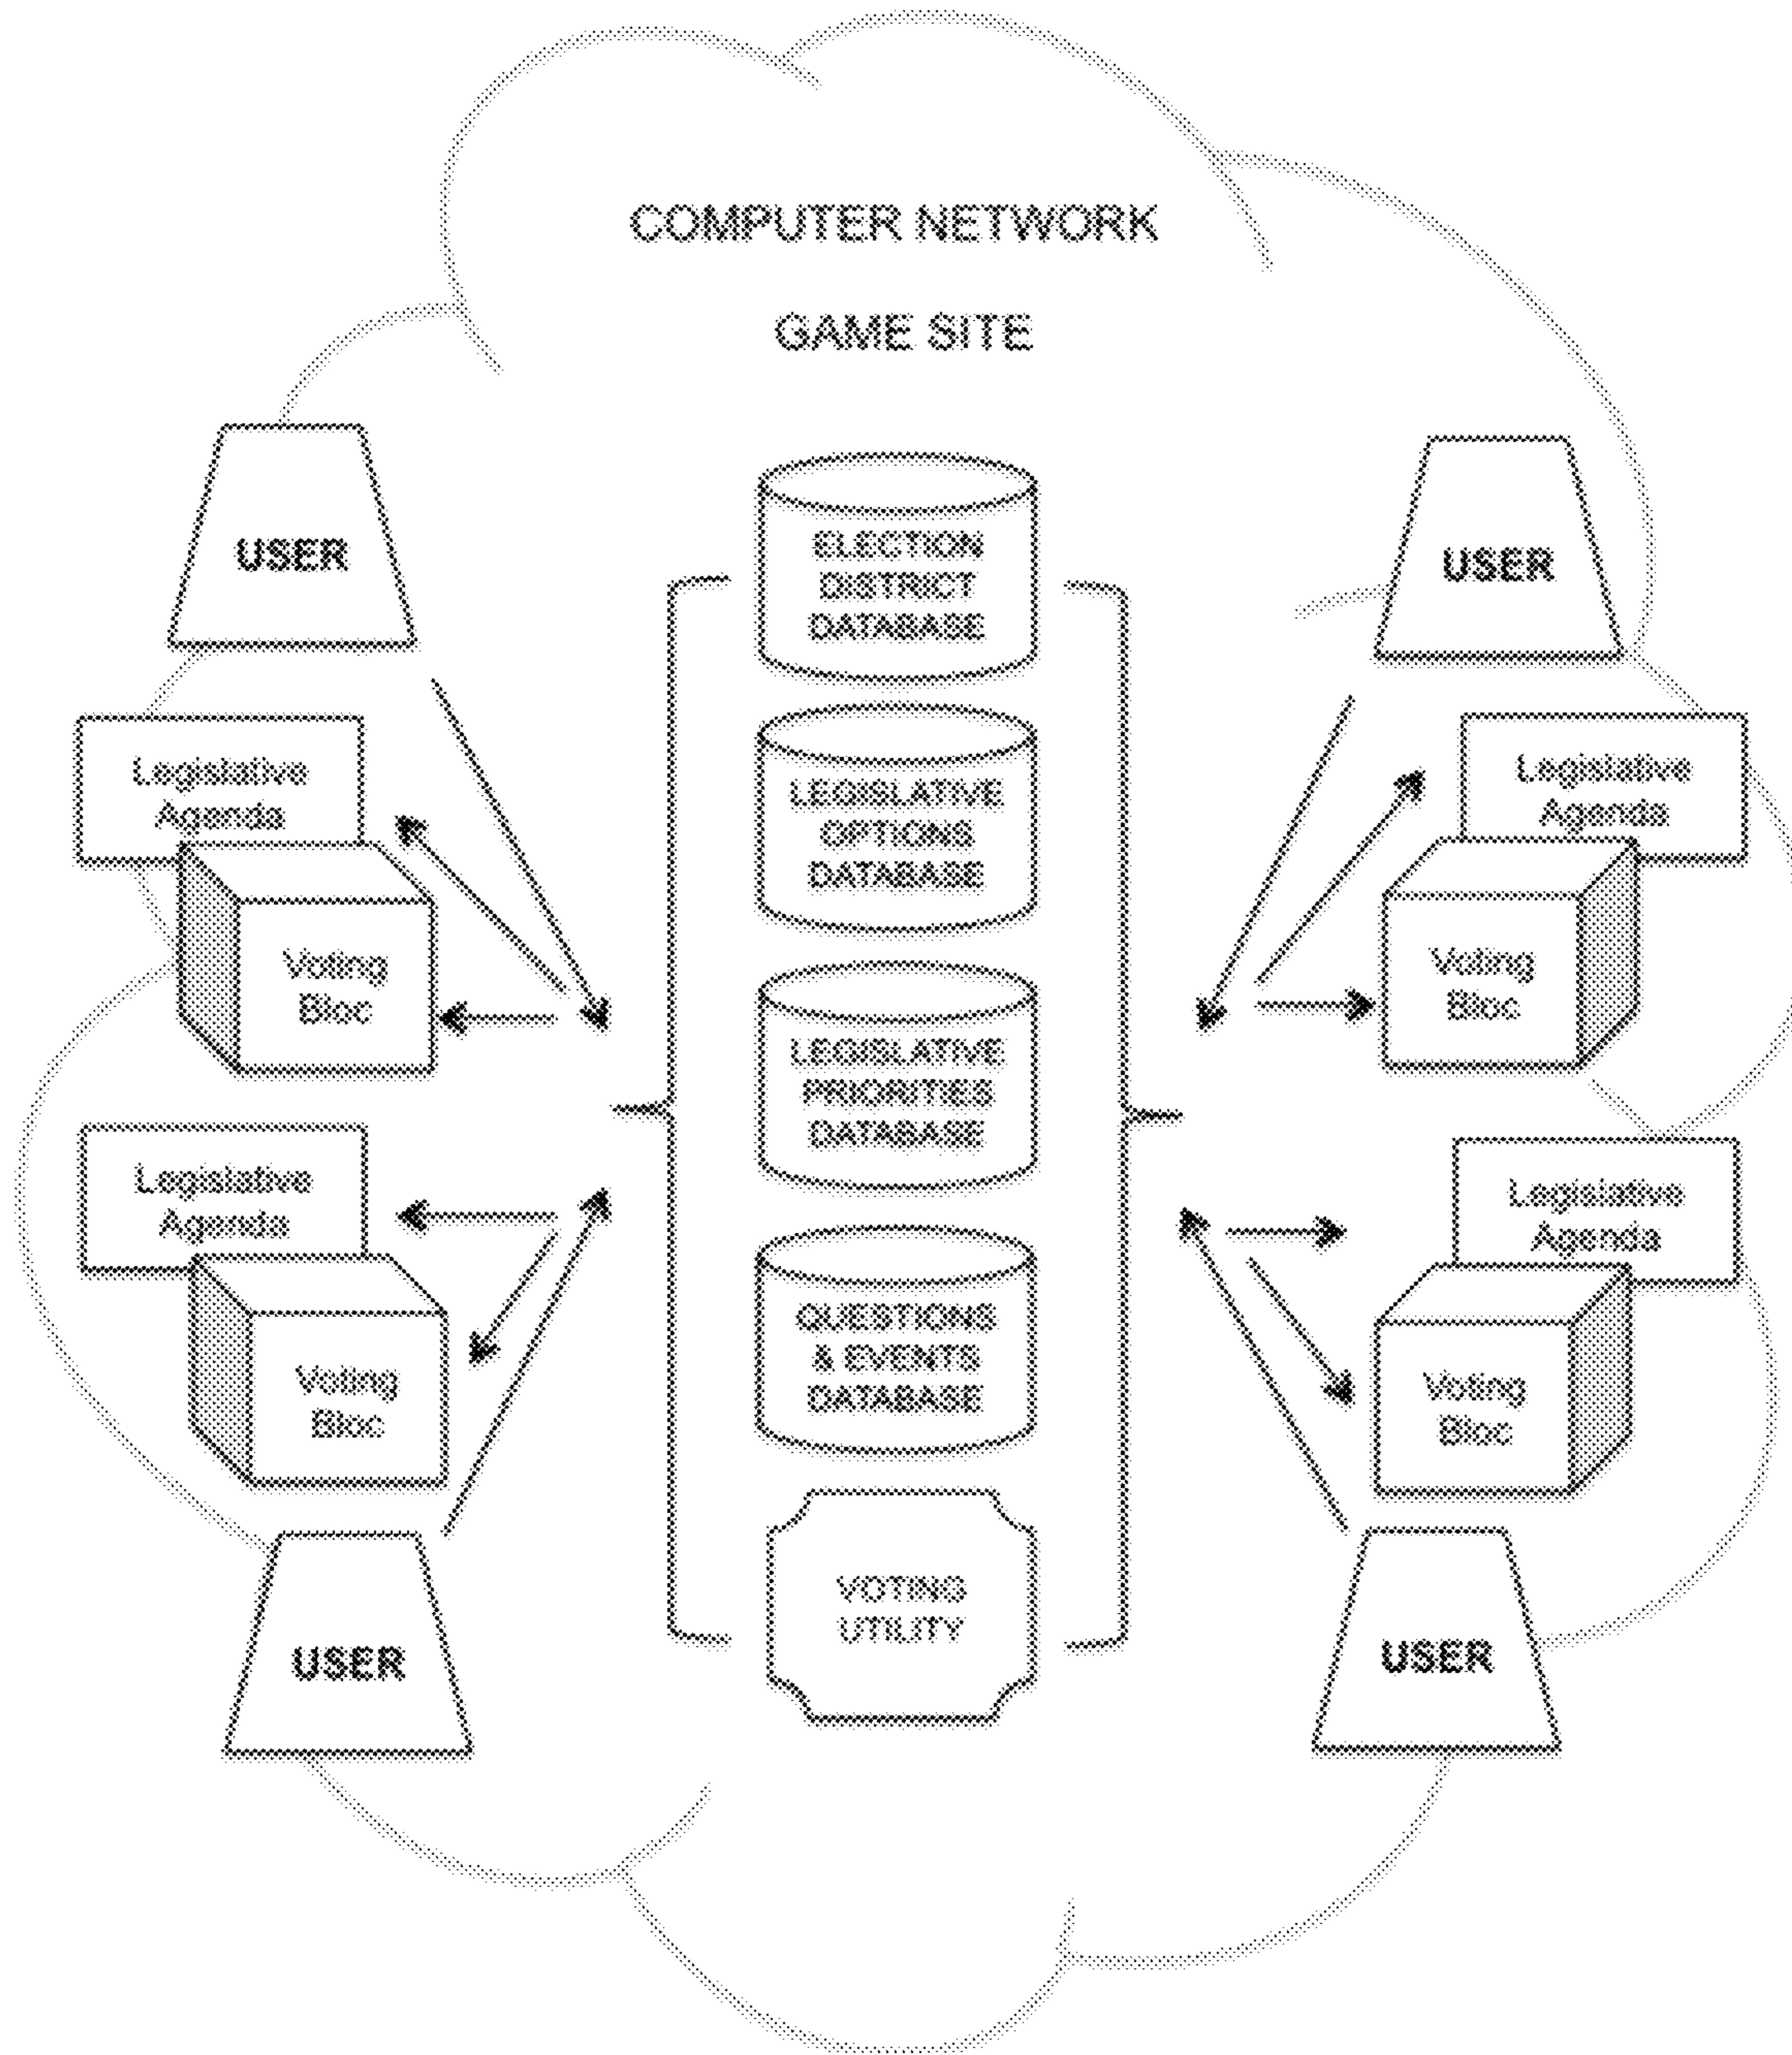 COMPUTER NETWORK
GAME SITE
USER
USER
ELECTION
DISTRICT
DATABASE
Legislative
Agenda
Voting
Bloc
LEGISLATIVE
OPTIONS
DATABASE
Legislative
Agenda
Voting
Bloc
LEGISLATIVE
PRIORITIES
DATABASE
Legislative
Agenda
Voting
Bloc
QUESTIONS
& EVENTS
DATABASE
Legislative
Agenda
Voting
Bloc
USER
VOTING
UTILITY
USER